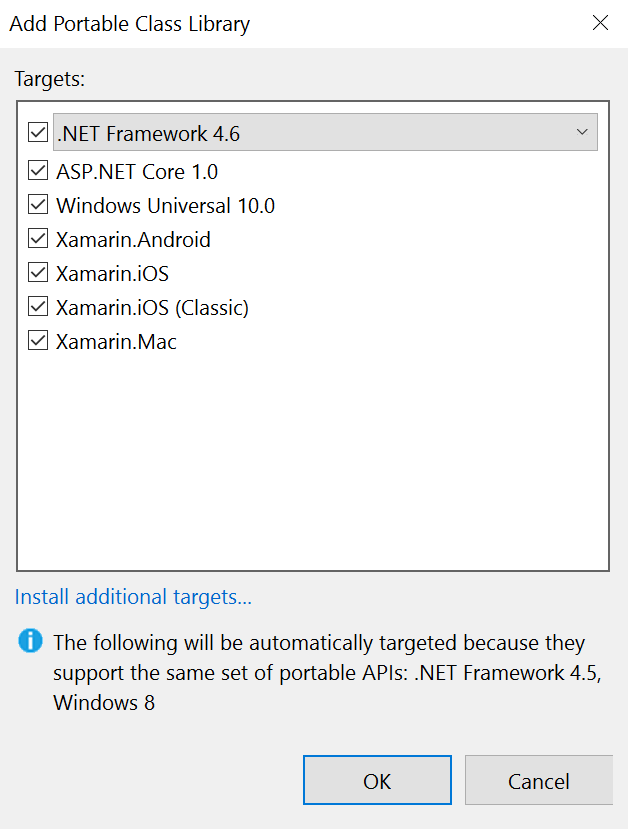 Add Portable Class Library
Targets:
.NET Framework 4.6
ASP.NET Core 1.0
Windows Universal 10.0
Xamarin.Android
Xamarin.iOS
Xamarin.iOS (Classic)
Xamarin.Mac
Install additional targets...
The following will be automatically targeted because they
support the same set of portable APIs: .NET Framework 4.5,
Windows 8
OK
Cancel